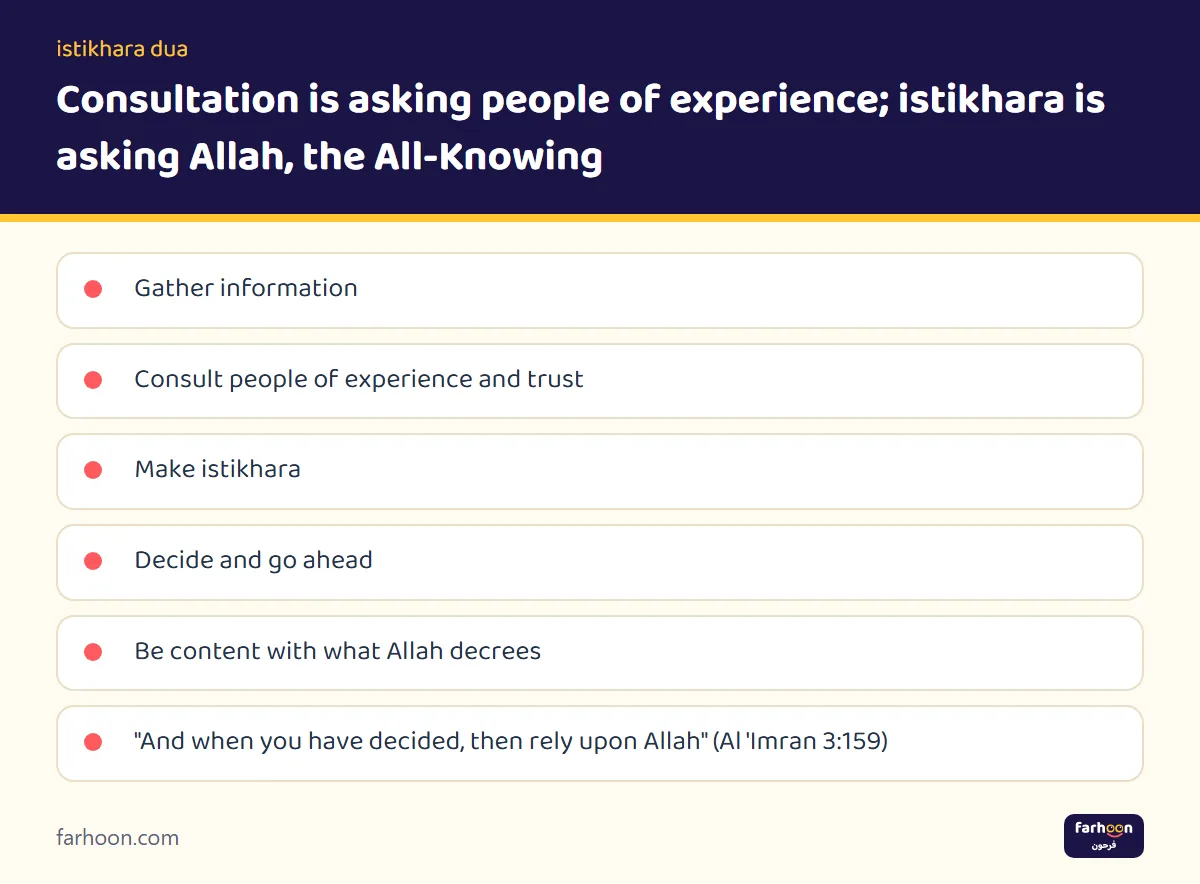 istikhara dua
Consultation is asking people of experience; istikhara is
asking Allah, the All-Knowing
Gather information
Consult people of experience and trust
Make istikhara
Decide and go ahead
Be content with what Allah decrees
"And when you have decided, then rely upon Allah" (Al 'Imran 3:159)
farhoon.com
farhoon
فرحون